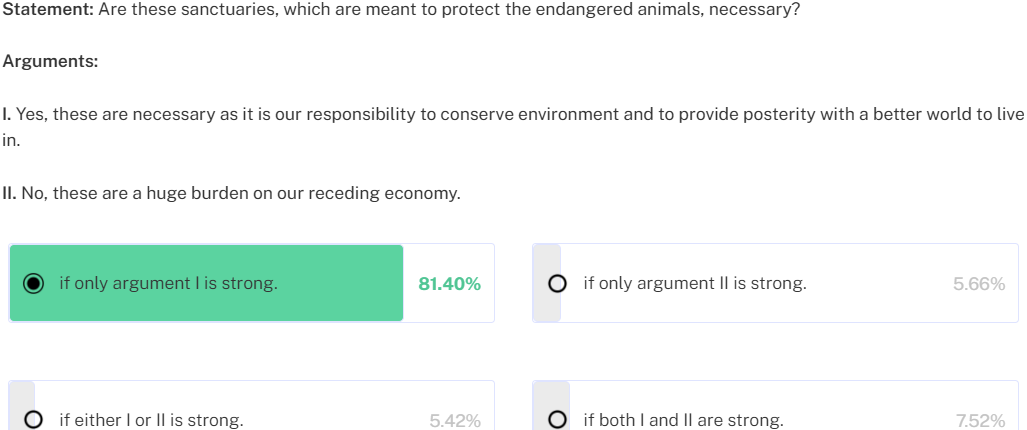 Statement: Are these sanctuaries, which are meant to protect the endangered animals, necessary?
Arguments:
I. Yes, these are necessary as it is our responsibility to conserve environment and to provide posterity with a better world to live
in.
II. No, these are a huge burden on our receding economy.
if only argument I is strong. 81.40%
if only argument II is strong. 5.66%
if either I or II is strong. 5.42%
if both I and II are strong. 7.52%